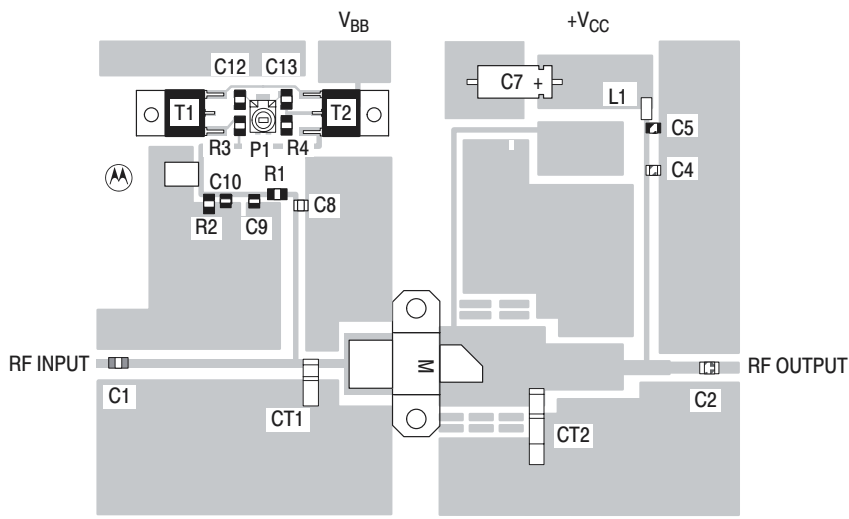 VBB
+VCC
C12 C13
C7 +
T1
T2
L1
R3 P1 R4
C5
C10 R1
C4
C8
R2 C9
RF INPUT
M
RF OUTPUT
C1
C2
CT1
CT2